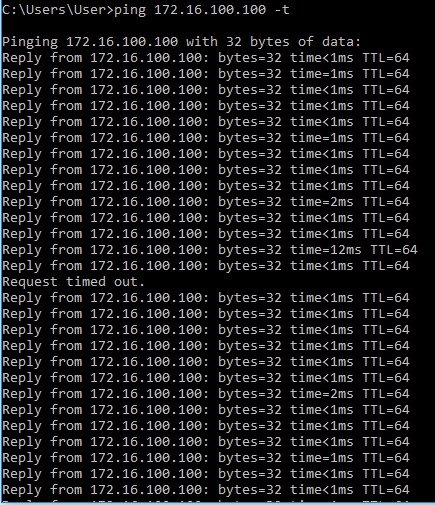 C:\Users\User>ping 172.16.100.100 -t
Pinging 172.16.100.100 with 32 bytes of data:
Reply from 172.16.100.100: bytes=32 time<1ms TTL=64
Reply from 172.16.100.100: bytes=32 time=1ms TTL=64
Reply from 172.16.100.100: bytes=32 time<1ms TTL=64
Reply from 172.16.100.100: bytes=32 time<1ms TTL=64
Reply from 172.16.100.100: bytes=32 time<1ms TTL=64
Reply from 172.16.100.100: bytes=32 time=1ms TTL=64
Reply from 172.16.100.100: bytes=32 time<1ms TTL=64
Reply from 172.16.100.100: bytes=32 time<1ms TTL=64
Reply from 172.16.100.100: bytes=32 time<1ms TTL=64
Reply from 172.16.100.100: bytes=32 time=2ms TTL=64
Reply from 172.16.100.100: bytes=32 time<1ms TTL=64
Reply from 172.16.100.100: bytes=32 time<1ms TTL=64
Reply from 172.16.100.100: bytes=32 time=12ms TTL=64
Reply from 172.16.100.100: bytes=32 time<1ms TTL=64
Request timed out.
Reply from 172.16.100.100: bytes=32 time<1ms TTL=64
Reply from 172.16.100.100: bytes=32 time<1ms TTL=64
Reply from 172.16.100.100: bytes=32 time<1ms TTL=64
Reply from 172.16.100.100: bytes=32 time<1ms TTL=64
Reply from 172.16.100.100: bytes=32 time<1ms TTL=64
Reply from 172.16.100.100: bytes=32 time<1ms TTL=64
Reply from 172.16.100.100: bytes=32 time=2ms TTL=64
Reply from 172.16.100.100: bytes=32 time<1ms TTL=64
Reply from 172.16.100.100: bytes=32 time<1ms TTL=64
Reply from 172.16.100.100: bytes=32 time<1ms TTL=64
Reply from 172.16.100.100: bytes=32 time=1ms TTL=64
Reply from 172.16.100.100: bytes=32 time<1ms TTL=64
Reply from 172.16.100.100: bytes=32 time<1ms TTL=64